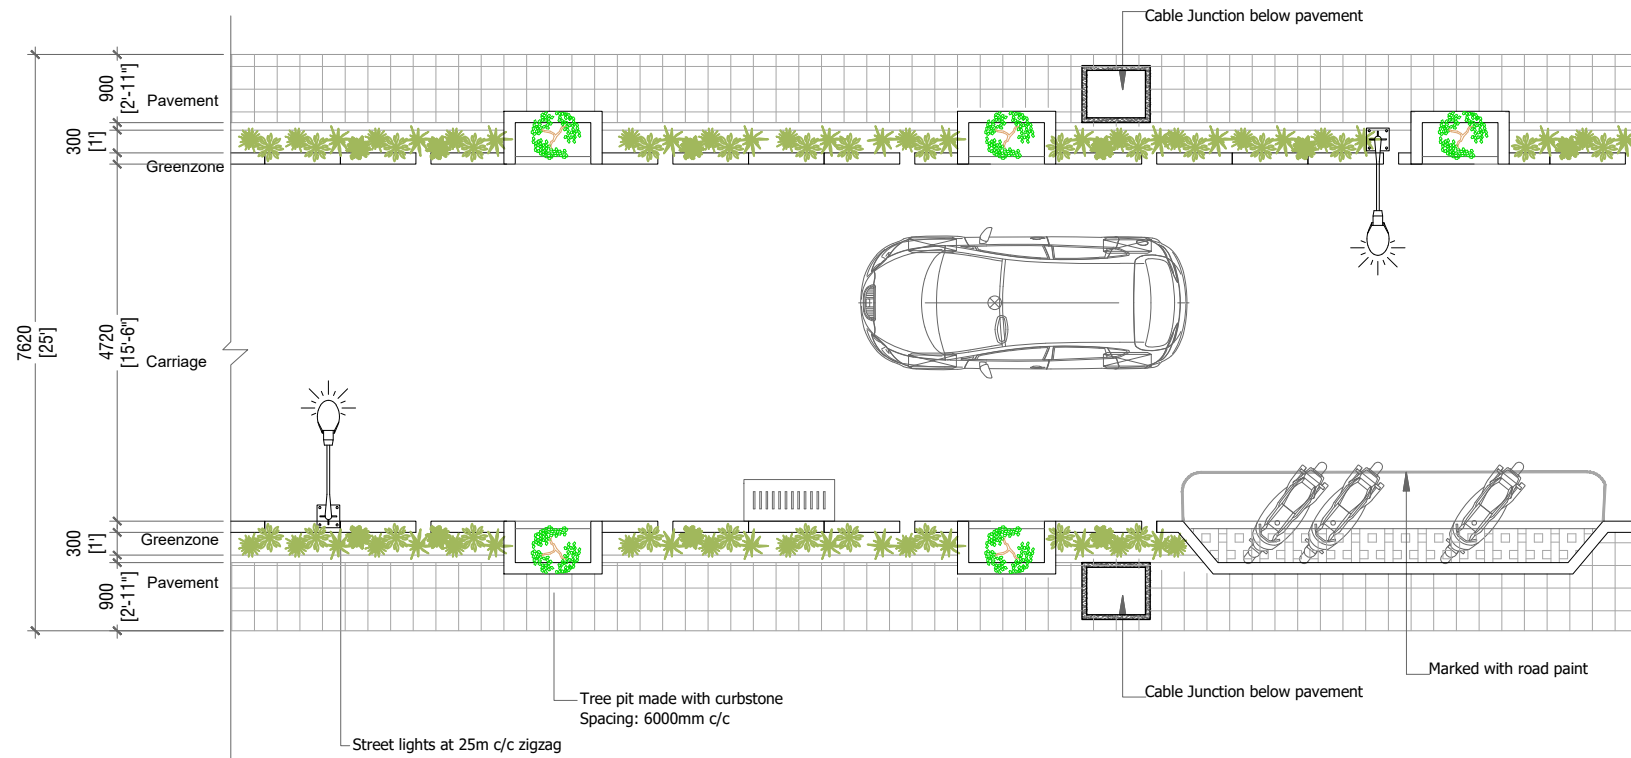 Cable Junction below pavement
900
[2'-11"]
Pavement
300
[1']
Greenzone
7620
[25']
4720
[15'-6"]
Carriage
300
[1']
Greenzone
900
[2'-11"]
Pavement
Marked with road paint
Cable Junction below pavement
Tree pit made with curbstone
Spacing: 6000mm c/c
Street lights at 25m c/c zigzag